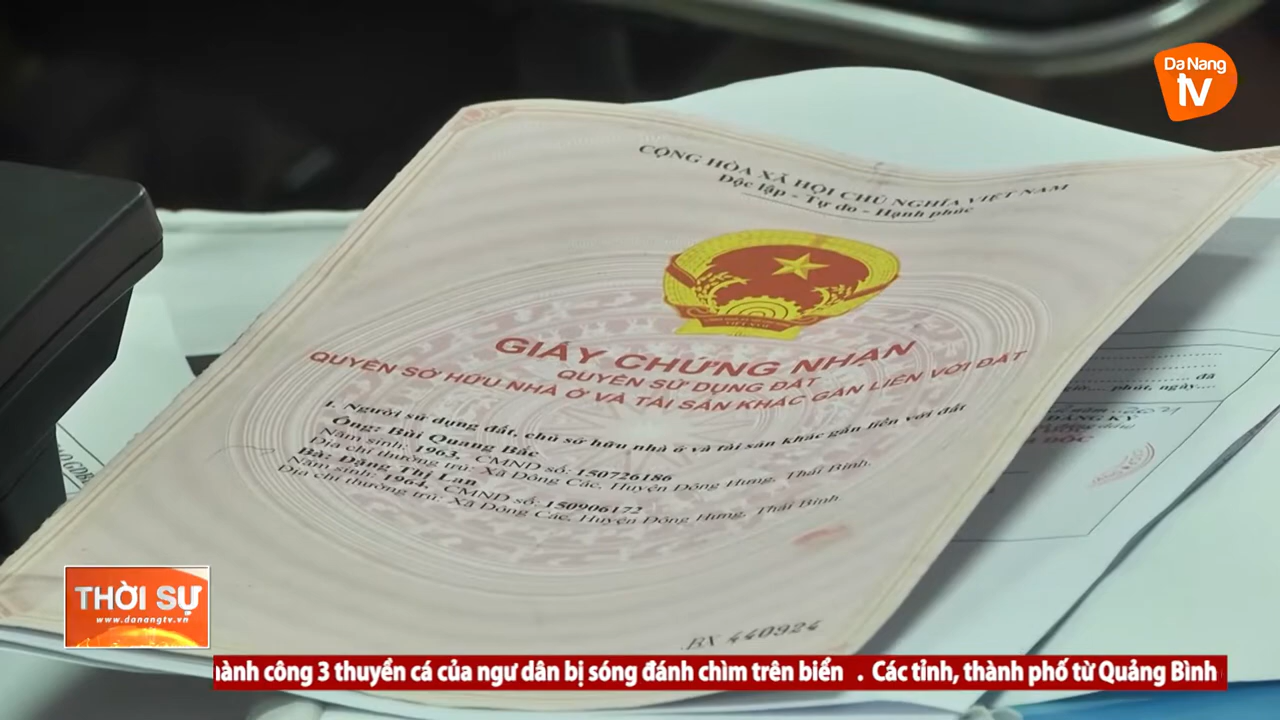 Da Nang
tv
CỘNG HÒA XÃ HỘI CHỦ NGHĨA VIỆT NAM
Độc lập - Tự do - Hạnh phúc
GIẤY CHỨNG NHẬN
QUYỀN SỬ DỤNG ĐẤT
QUYỀN SỞ HỮU NHÀ Ở VÀ TÀI SẢN KHÁC GẮN LIỀN VỚI ĐẤT
I. Người sử dụng đất, chủ sở hữu nhà ở và tài sản khác gắn liền với đất
Ông: Bùi Quang Bắc
Năm sinh: 1963, CMND số: 150726186
Địa chỉ thường trú: Xã Đông Các, Huyện Đông Hưng, Thái Bình.
Bà: Đặng Thị Lan
Năm sinh: 1964, CMND số: 150906172
Địa chỉ thường trú: Xã Đông Các, Huyện Đông Hưng, Thái Bình.
BX 440924
phút, ngày....
ĐĂNG KÝ
THỜI SỰ
www.danangtv.vn
hành công 3 thuyền cá của ngư dân bị sóng đánh chìm trên biển . Các tỉnh, thành phố từ Quảng Bình